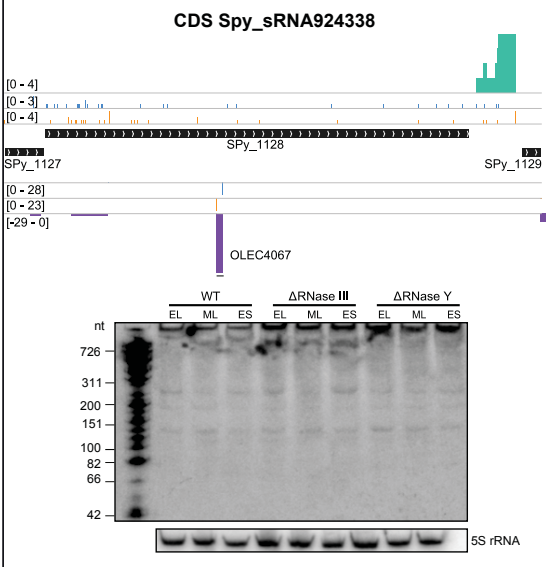 CDS Spy_sRNA924338
[0 - 4]
[0 - 3]
[0 - 4]
SPy_1128
SPy_1127 SPy_1129
[0 - 28]
[0 - 23]
[-29 - 0]
OLEC4067
WT ΔRNase III ΔRNase Y
nt EL ML ES EL ML ES EL ML ES
726
311
200
151
100
82
66
42
5S rRNA